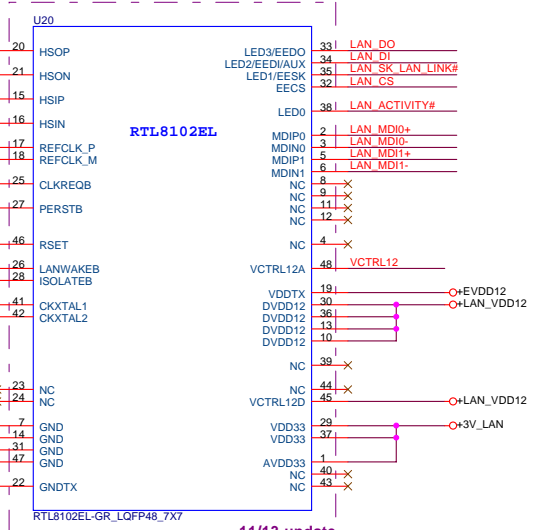 U20
20 HSOP LED3/EEDO 33 LAN_DO
LED2/EEDI/AUX 34 LAN_DI
21 HSON LED1/EESK 35 LAN_SK_LAN_LINK#
EECS 32 LAN_CS
15 HSIP
LED0 38 LAN_ACTIVITY#
16 HSIN
RTL8102EL
MDIP0 2 LAN_MDI0+
17 REFCLK_P MDIN0 3 LAN_MDI0-
18 REFCLK_M MDIP1 5 LAN_MDI1+
MDIN1 6 LAN_MDI1-
25 CLKREQB NC 8
NC 9
27 PERSTB NC 11
NC 12
46 RSET NC 4
26 LANWAKEB VCTRL12A 48 VCTRL12
28 ISOLATEB
VDDTX 19 +EVDD12
41 CKXTAL1 DVDD12 30 +LAN_VDD12
42 CKXTAL2 DVDD12 36
DVDD12 13
DVDD12 10
NC 39
23 NC NC 44
24 NC VCTRL12D 45 +LAN_VDD12
7 GND VDD33 29 +3V_LAN
14 GND VDD33 37
31 GND
47 GND AVDD33 1
NC 40
22 GNDTX NC 43
RTL8102EL-GR_LQFP48_7X7
11/13 update